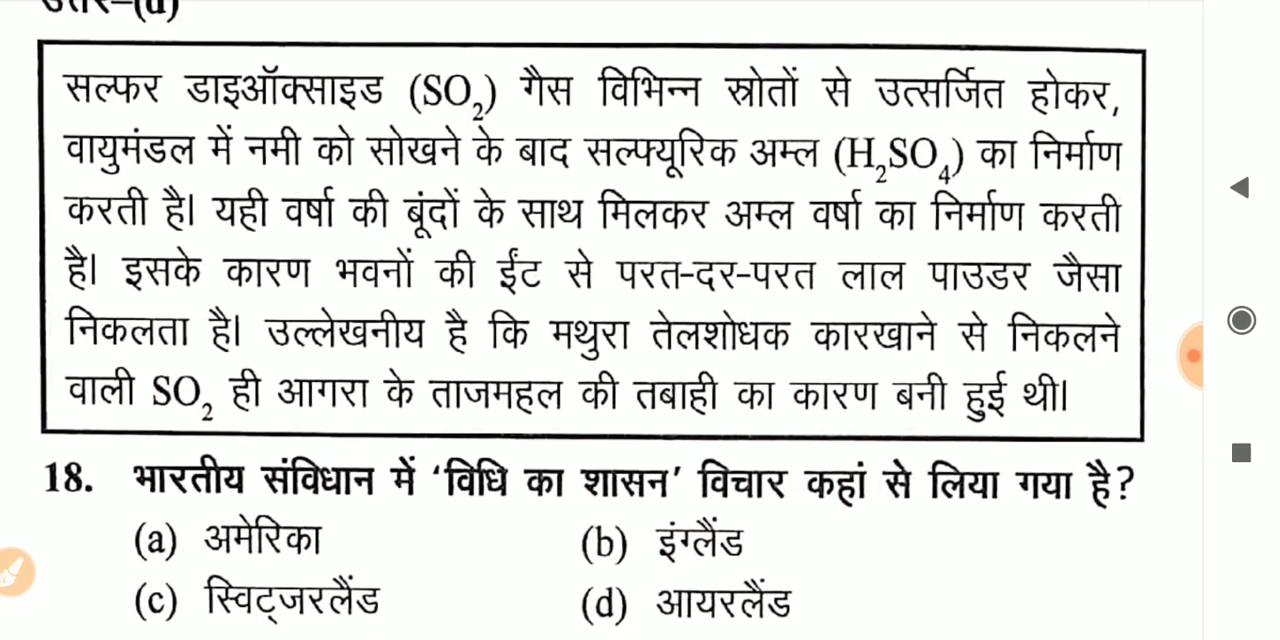 उत्तर–(d)
सल्फर डाइऑक्साइड (SO₂) गैस विभिन्न स्रोतों से उत्सर्जित होकर,
वायुमंडल में नमी को सोखने के बाद सल्फ्यूरिक अम्ल (H₂SO₄) का निर्माण
करती है। यही वर्षा की बूंदों के साथ मिलकर अम्ल वर्षा का निर्माण करती
है। इसके कारण भवनों की ईंट से परत-दर-परत लाल पाउडर जैसा
निकलता है। उल्लेखनीय है कि मथुरा तेलशोधक कारखाने से निकलने
वाली SO₂ ही आगरा के ताजमहल की तबाही का कारण बनी हुई थी।
18. भारतीय संविधान में ‘विधि का शासन’ विचार कहां से लिया गया है?
(a) अमेरिका (b) इंग्लैंड
(c) स्विट्जरलैंड (d) आयरलैंड